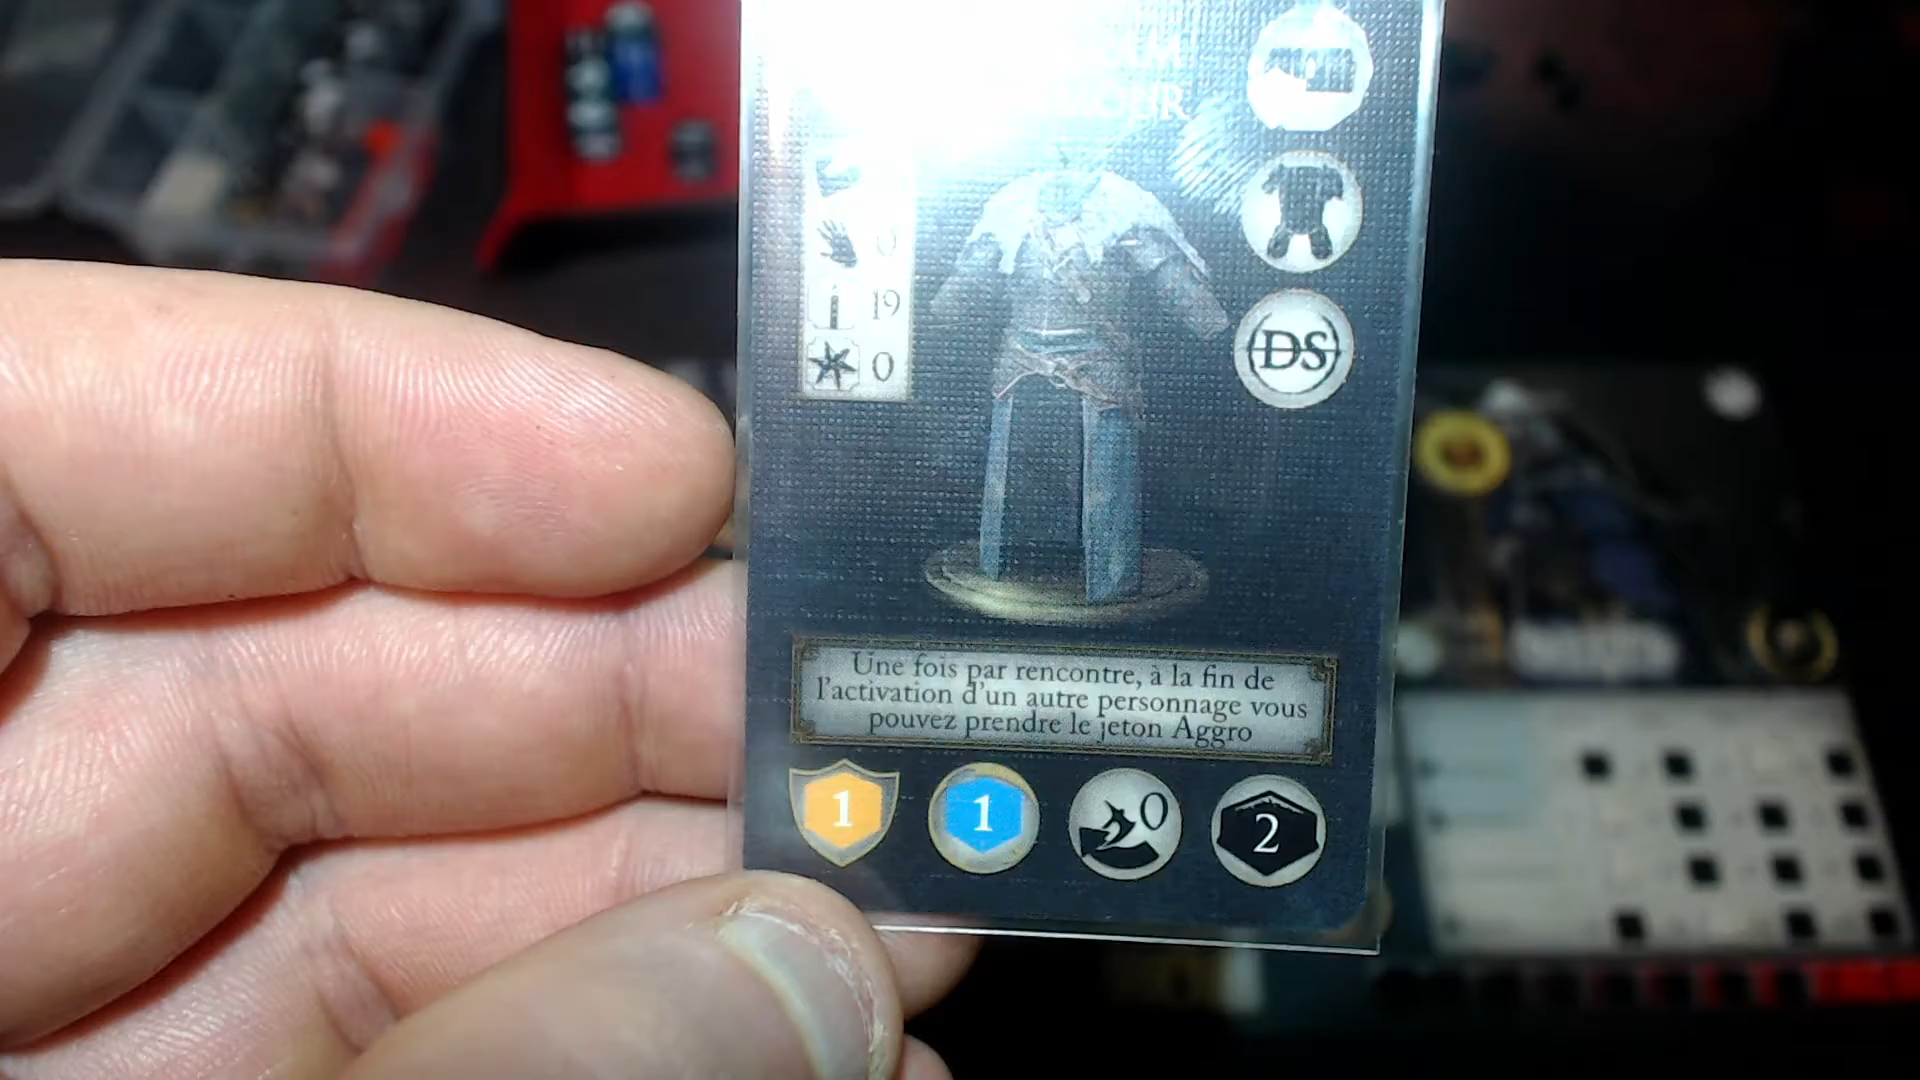 0
19
0
DS
Une fois par rencontre, à la fin de
l'activation d'un autre personnage vous
pouvez prendre le jeton Aggro
1
1
0
2